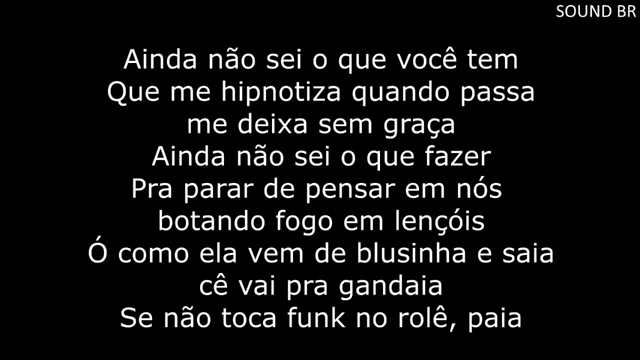 SOUND BR
Ainda não sei o que você tem
Que me hipnotiza quando passa
me deixa sem graça
Ainda não sei o que fazer
Pra parar de pensar em nós
botando fogo em lençóis
Ó como ela vem de blusinha e saia
cê vai pra gandaia
Se não toca funk no rolê, paia